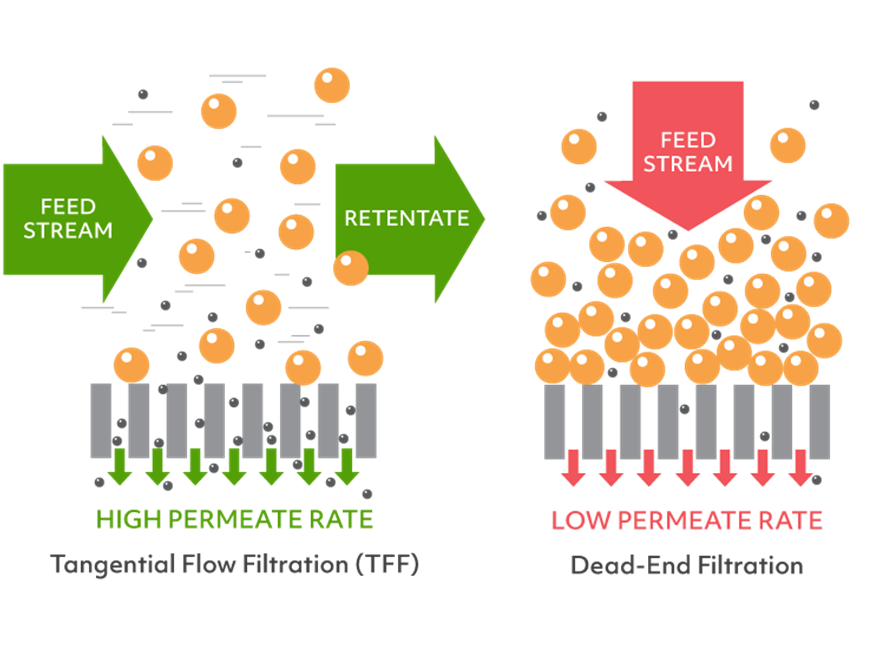 FEED
STREAM
RETENTATE
HIGH PERMEATE RATE
Tangential Flow Filtration (TFF)
FEED
STREAM
LOW PERMEATE RATE
Dead-End Filtration